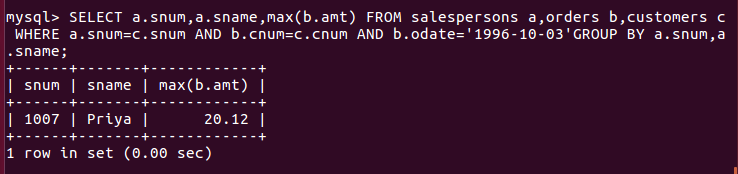 mysql> SELECT a.snum,a.sname,max(b.amt) FROM salespersons a,orders b,customers c
 WHERE a.snum=c.snum AND b.cnum=c.cnum AND b.odate='1996-10-03'GROUP BY a.snum,a
.sname;
+------+-------+------------+
| snum | sname | max(b.amt) |
+------+-------+------------+
| 1007 | Priya |      20.12 |
+------+-------+------------+
1 row in set (0.00 sec)